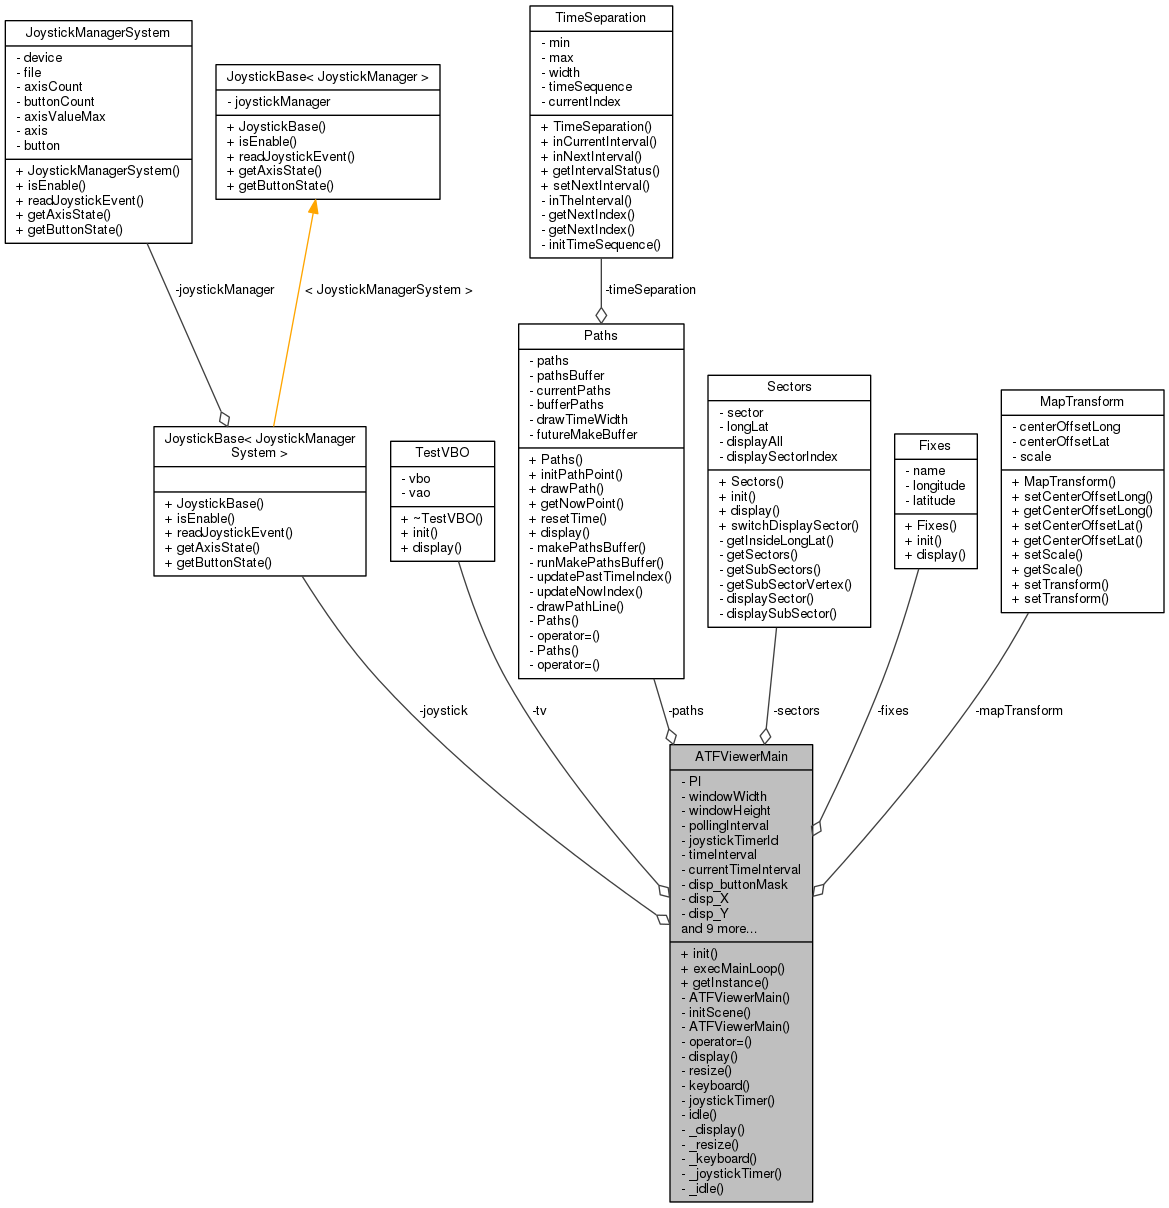 JoystickManagerSystem
- device
- file
- axisCount
- buttonCount
- axisValueMax
- axis
- button
+ JoystickManagerSystem()
+ isEnable()
+ readJoystickEvent()
+ getAxisState()
+ getButtonState()
JoystickBase< JoystickManager >
- joystickManager
+ JoystickBase()
+ isEnable()
+ readJoystickEvent()
+ getAxisState()
+ getButtonState()
TimeSeparation
- min
- max
- width
- timeSequence
- currentIndex
+ TimeSeparation()
+ inCurrentInterval()
+ inNextInterval()
+ getIntervalStatus()
+ setNextInterval()
- inTheInterval()
- getNextIndex()
- getNextIndex()
- initTimeSequence()
-joystickManager
< JoystickManagerSystem >
-timeSeparation
JoystickBase< JoystickManager
System >
+ JoystickBase()
+ isEnable()
+ readJoystickEvent()
+ getAxisState()
+ getButtonState()
TestVBO
- vbo
- vao
+ ~TestVBO()
+ init()
+ display()
Paths
- paths
- pathsBuffer
- currentPaths
- bufferPaths
- drawTimeWidth
- futureMakeBuffer
+ Paths()
+ initPathPoint()
+ drawPath()
+ getNowPoint()
+ resetTime()
+ display()
- makePathsBuffer()
- runMakePathsBuffer()
- updatePastTimeIndex()
- updateNowIndex()
- drawPathLine()
- Paths()
- operator=()
- Paths()
- operator=()
Sectors
- sector
- longLat
- displayAll
- displaySectorIndex
+ Sectors()
+ init()
+ display()
+ switchDisplaySector()
- getInsideLongLat()
- getSectors()
- getSubSectors()
- getSubSectorVertex()
- displaySector()
- displaySubSector()
Fixes
- name
- longitude
- latitude
+ Fixes()
+ init()
+ display()
MapTransform
- centerOffsetLong
- centerOffsetLat
- scale
+ MapTransform()
+ setCenterOffsetLong()
+ getCenterOffsetLong()
+ setCenterOffsetLat()
+ getCenterOffsetLat()
+ setScale()
+ getScale()
+ setTransform()
+ setTransform()
-joystick
-tv
-paths
-sectors
-fixes
-mapTransform
ATFViewerMain
- PI
- windowWidth
- windowHeight
- pollingInterval
- joystickTimerId
- timeInterval
- currentTimeInterval
- disp_buttonMask
- disp_X
- disp_Y
and 9 more...
+ init()
+ execMainLoop()
+ getInstance()
- ATFViewerMain()
- initScene()
- ATFViewerMain()
- operator=()
- display()
- resize()
- keyboard()
- joystickTimer()
- idle()
- _display()
- _resize()
- _keyboard()
- _joystickTimer()
- _idle()